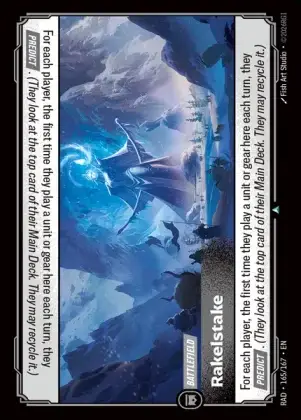 For each player, the first time they play a unit or gear here each turn, they
PREDICT. (They look at the top card of their Main Deck. They may recycle it.)
BATTLEFIELD
Rakelstake
For each player, the first time they play a unit or gear here each turn, they
PREDICT. (They look at the top card of their Main Deck. They may recycle it.)
RAD • 165/167 • EN
Fish Art Studio • ©2026RG1